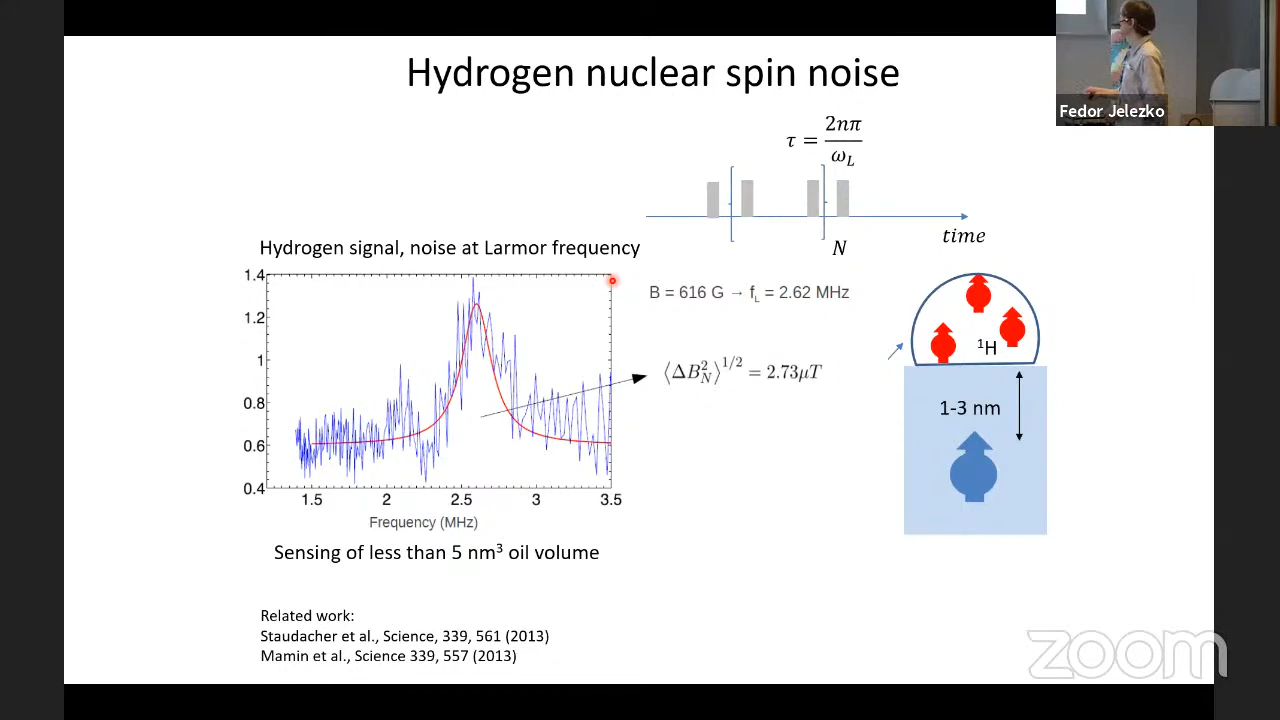 Hydrogen nuclear spin noise
Fedor Jelezko
τ = 2nπ / ω_L
N
time
Hydrogen signal, noise at Larmor frequency
1.4
1.2
1
0.8
0.6
0.4
1.5 2 2.5 3 3.5
Frequency (MHz)
B = 616 G → f_L = 2.62 MHz
⟨ΔB_N^2⟩^1/2 = 2.73μT
¹H
1-3 nm
Sensing of less than 5 nm³ oil volume
Related work:
Staudacher et al., Science, 339, 561 (2013)
Mamin et al., Science 339, 557 (2013)
zoom